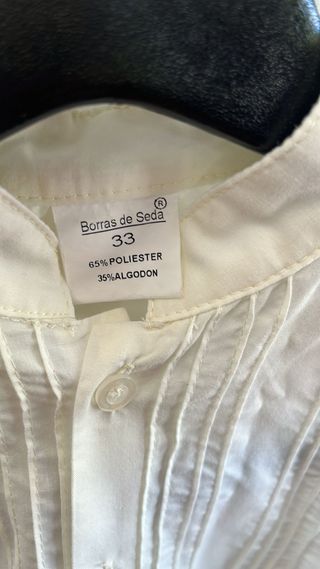 ®
Borras de Seda
33
65%POLIESTER
35%ALGODON